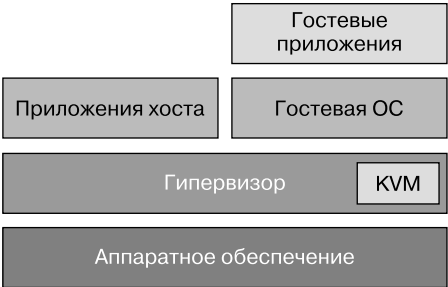 Гостевые
приложения
Приложения хоста
Гостевая ОС
Гипервизор
KVM
Аппаратное обеспечение